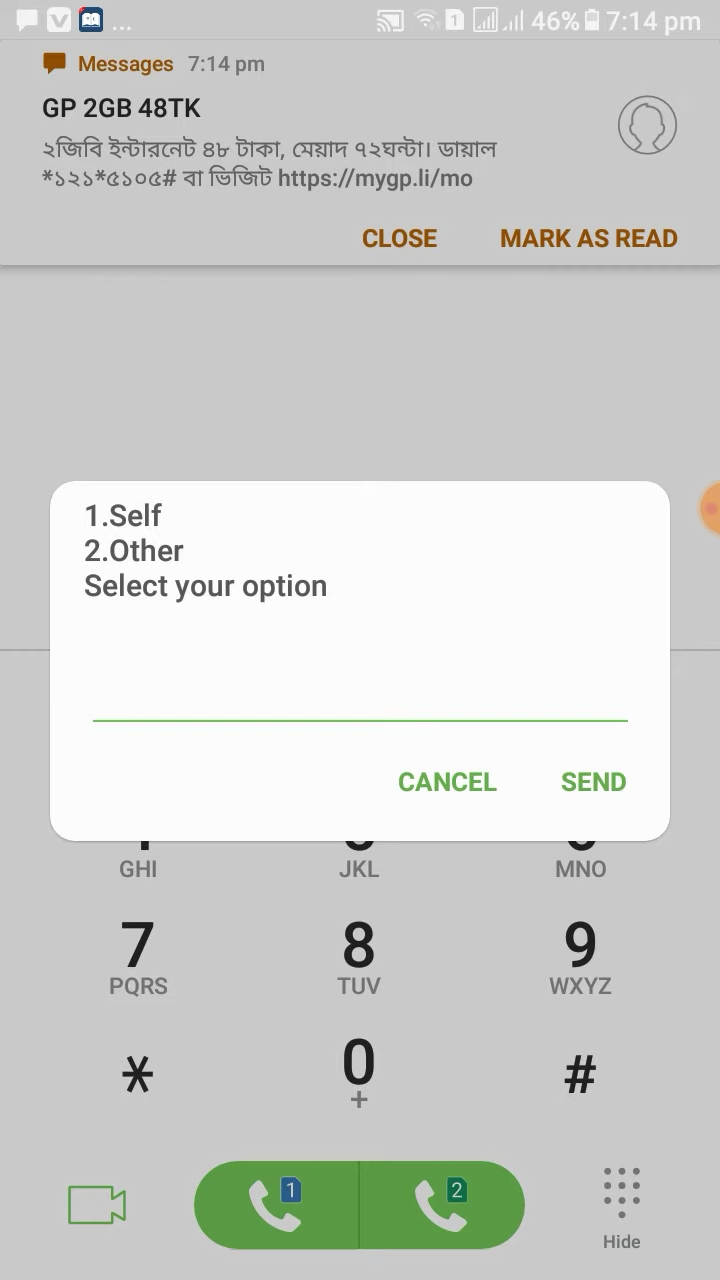 ... 1 46% 7:14 pm
Messages 7:14 pm
GP 2GB 48TK
২জিবি ইন্টারনেট ৪৮ টাকা, মেয়াদ ৭২ঘন্টা। ডায়াল
*১২১*৫১০৫# বা ভিজিট https://mygp.li/mo
CLOSE MARK AS READ
1.Self
2.Other
Select your option
CANCEL SEND
GHI JKL MNO
7 8 9
PQRS TUV WXYZ
* 0 #
+
1 2
Hide